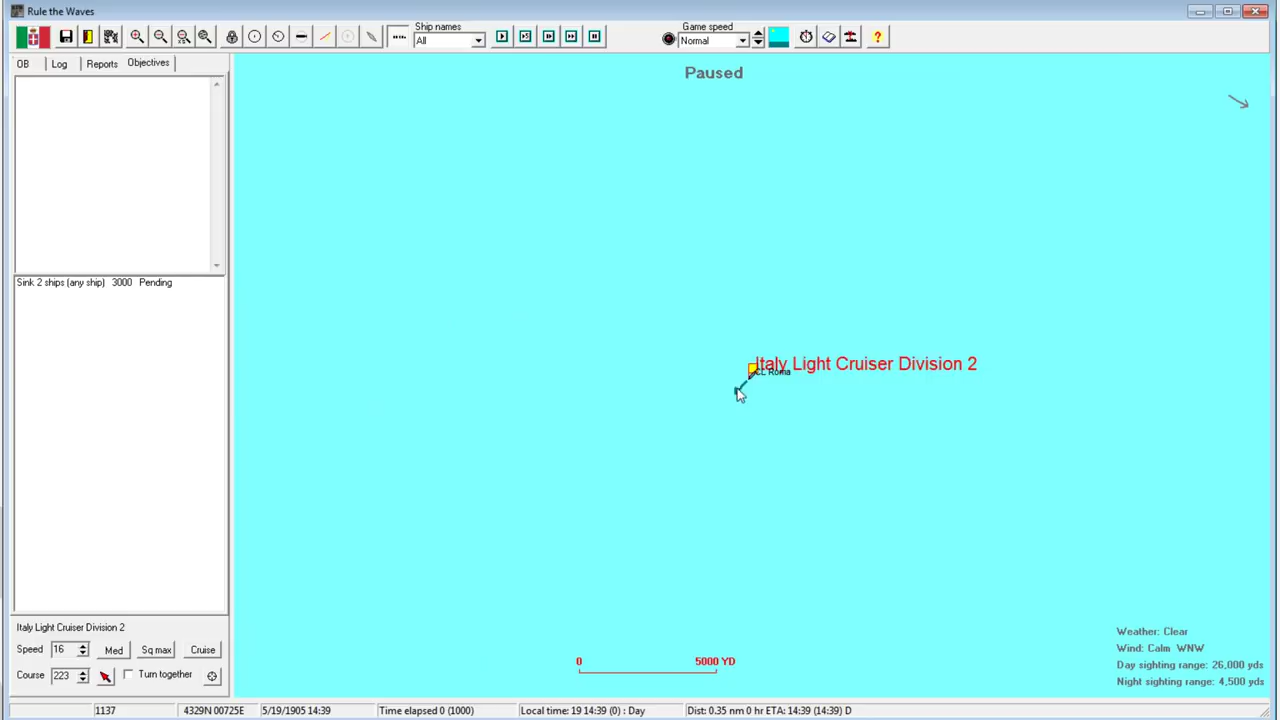 Rule the Waves
Ship names
All
Game speed
Normal
OB Log Reports Objectives
Paused
Sink 2 ships (any ship) 3000 Pending
Italy Light Cruiser Division 2
CL Roma
0 5000 YD
Weather: Clear
Wind: Calm WNW
Day sighting range: 26,000 yds
Night sighting range: 4,500 yds
Italy Light Cruiser Division 2
Speed 16 Med Sq max Cruise
Course 223 Turn together
1137 4329N 00725E 5/19/1905 14:39 Time elapsed 0 (1000) Local time: 19 14:39 (0) : Day Dist: 0.35 nm 0 hr ETA: 14:39 (14:39) D